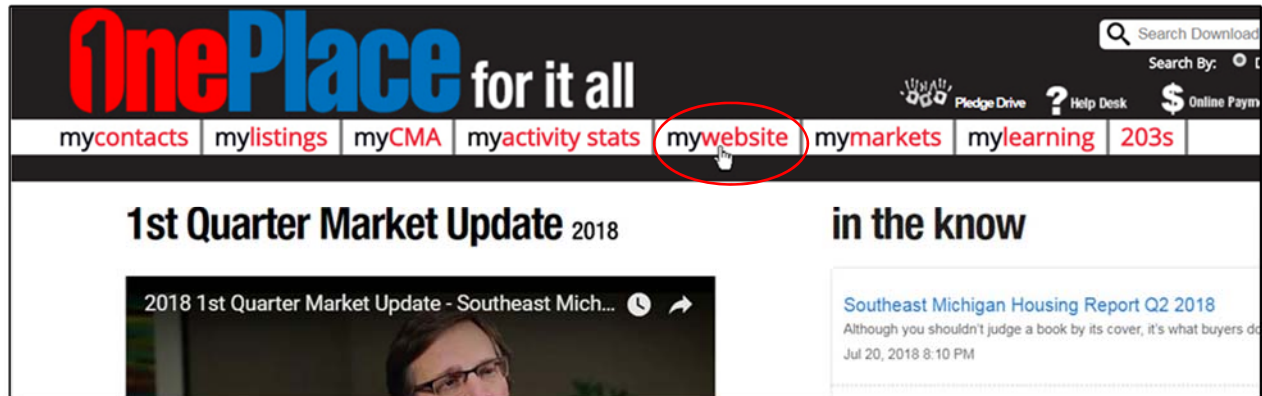 OnePlace for it all
Search Download
Search By:
Pledge Drive ? Help Desk $ Online Paym
mycontacts mylistings myCMA myactivity stats mywebsite mymarkets mylearning 203s
1st Quarter Market Update 2018
2018 1st Quarter Market Update - Southeast Mich...
in the know
Southeast Michigan Housing Report Q2 2018
Although you shouldn't judge a book by its cover, it's what buyers do
Jul 20, 2018 8:10 PM